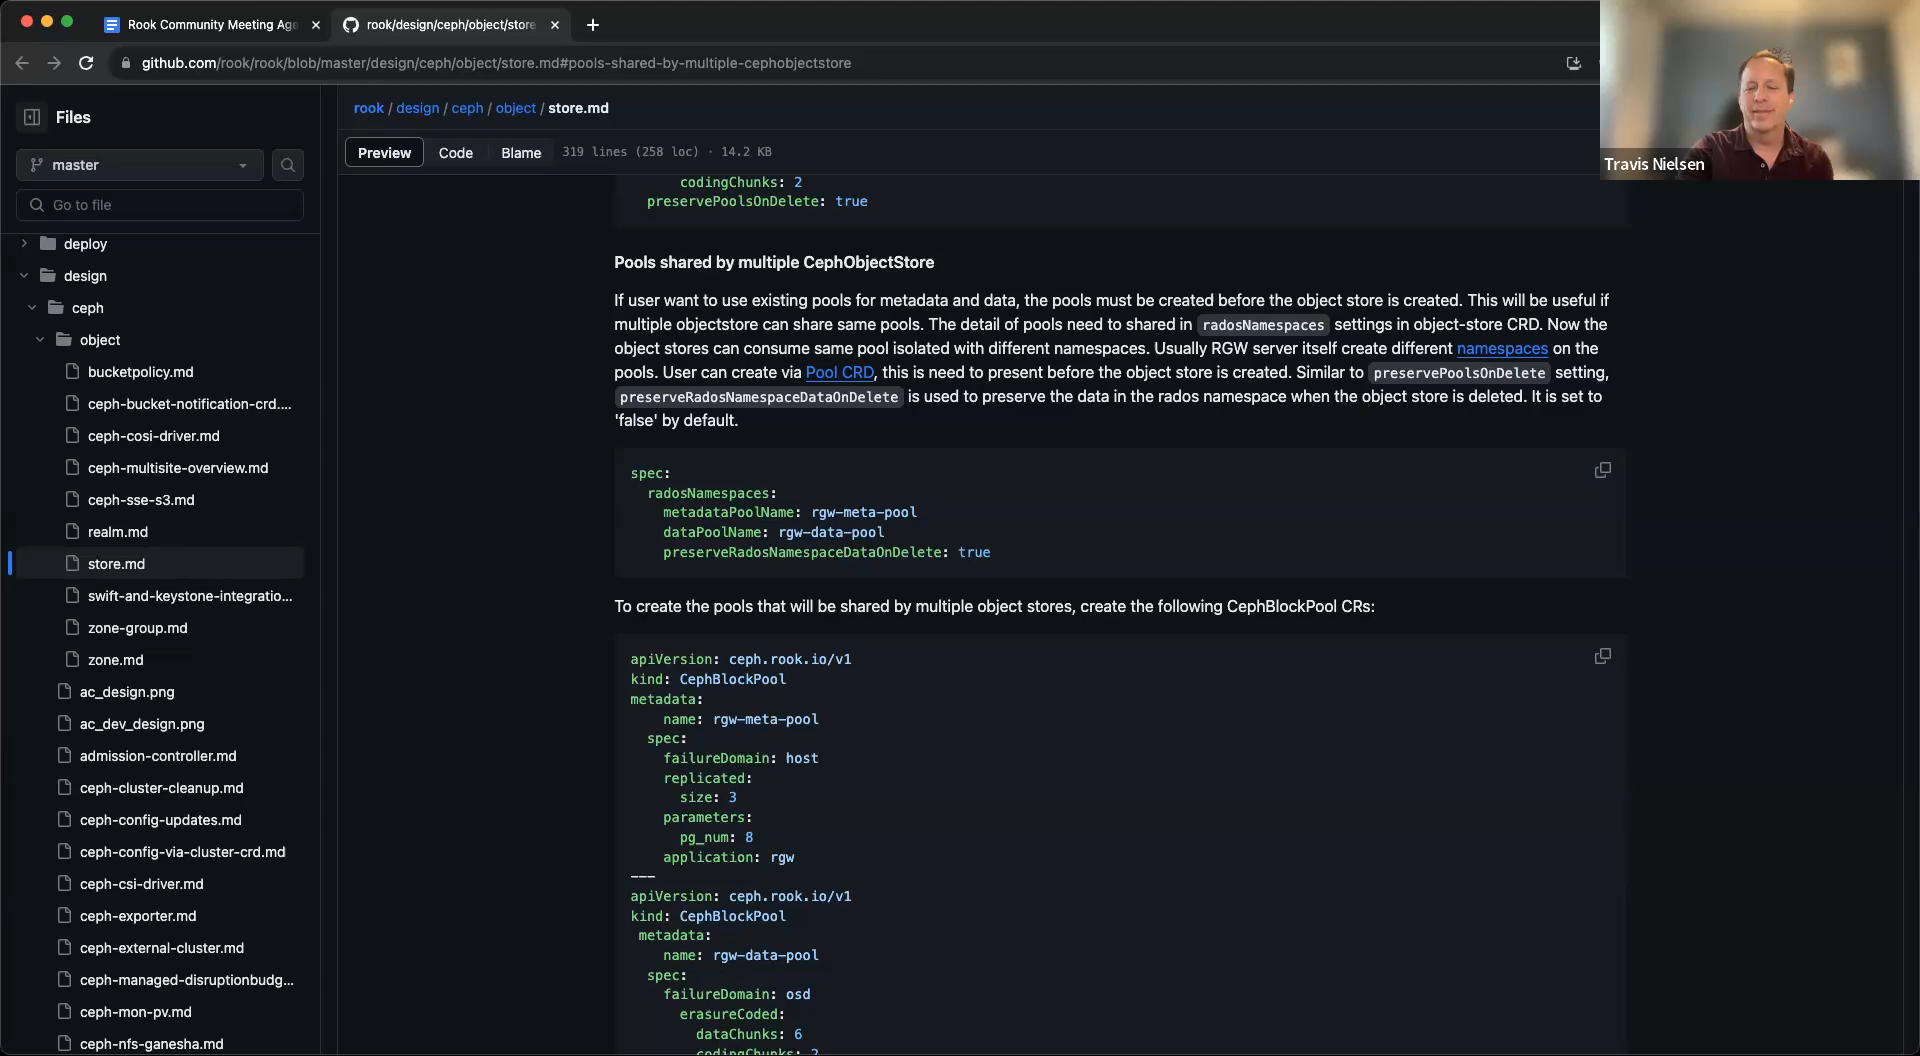 Rook Community Meeting Age
rook/design/ceph/object/store
github.com/rook/rook/blob/master/design/ceph/object/store.md#pools-shared-by-multiple-cephobjectstore
Files
master
Go to file
deploy
design
ceph
object
bucketpolicy.md
ceph-bucket-notification-crd....
ceph-cosi-driver.md
ceph-multisite-overview.md
ceph-sse-s3.md
realm.md
store.md
swift-and-keystone-integratio...
zone-group.md
zone.md
ac_design.png
ac_dev_design.png
admission-controller.md
ceph-cluster-cleanup.md
ceph-config-updates.md
ceph-config-via-cluster-crd.md
ceph-csi-driver.md
ceph-exporter.md
ceph-external-cluster.md
ceph-managed-disruptionbudg...
ceph-mon-pv.md
ceph-nfs-ganesha.md
rook / design / ceph / object / store.md
Preview Code Blame 319 lines (258 loc) · 14.2 KB
codingChunks: 2
preservePoolsOnDelete: true
Pools shared by multiple CephObjectStore
If user want to use existing pools for metadata and data, the pools must be created before the object store is created. This will be useful if
multiple objectstore can share same pools. The detail of pools need to shared in radosNamespaces settings in object-store CRD. Now the
object stores can consume same pool isolated with different namespaces. Usually RGW server itself create different namespaces on the
pools. User can create via Pool CRD, this is need to present before the object store is created. Similar to preservePoolsOnDelete setting,
preserveRadosNamespaceDataOnDelete is used to preserve the data in the rados namespace when the object store is deleted. It is set to
'false' by default.
spec:
radosNamespaces:
metadataPoolName: rgw-meta-pool
dataPoolName: rgw-data-pool
preserveRadosNamespaceDataOnDelete: true
To create the pools that will be shared by multiple object stores, create the following CephBlockPool CRs:
apiVersion: ceph.rook.io/v1
kind: CephBlockPool
metadata:
name: rgw-meta-pool
spec:
failureDomain: host
replicated:
size: 3
parameters:
pg_num: 8
application: rgw
---
apiVersion: ceph.rook.io/v1
kind: CephBlockPool
metadata:
name: rgw-data-pool
spec:
failureDomain: osd
erasureCoded:
dataChunks: 6
codingChunks: 2
Travis Nielsen